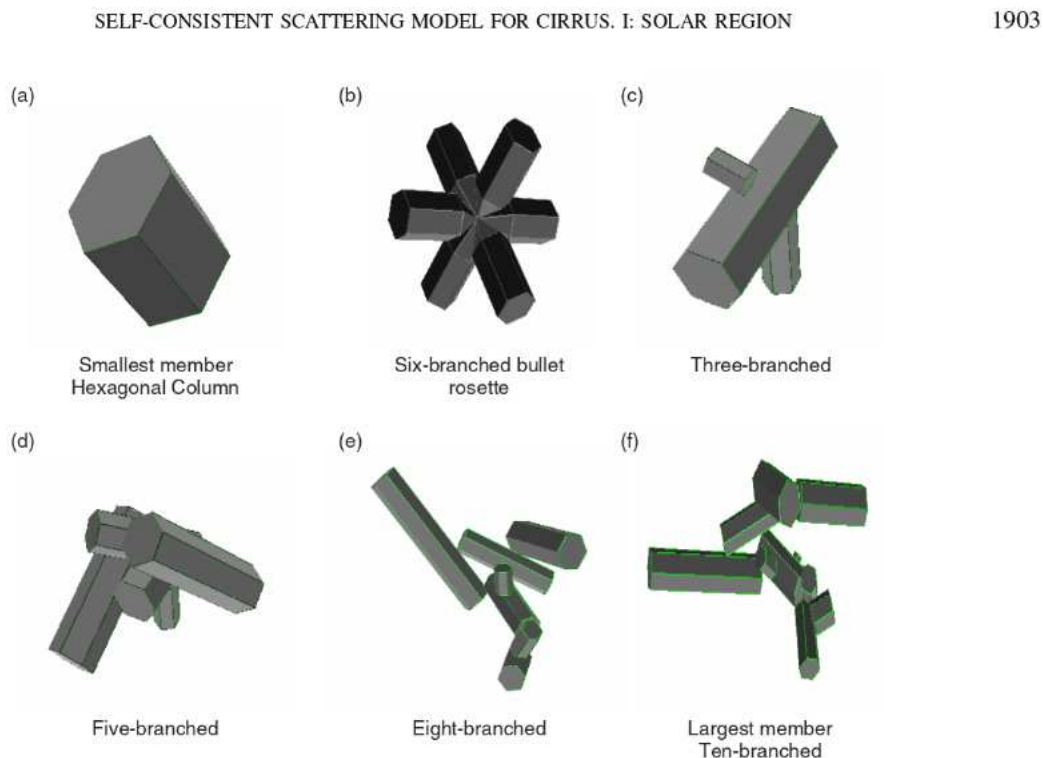 SELF-CONSISTENT SCATTERING MODEL FOR CIRRUS. I: SOLAR REGION 1903
(a)
(b)
(c)
Smallest member
Hexagonal Column
Six-branched bullet
rosette
Three-branched
(d)
(e)
(f)
Five-branched
Eight-branched
Largest member
Ten-branched